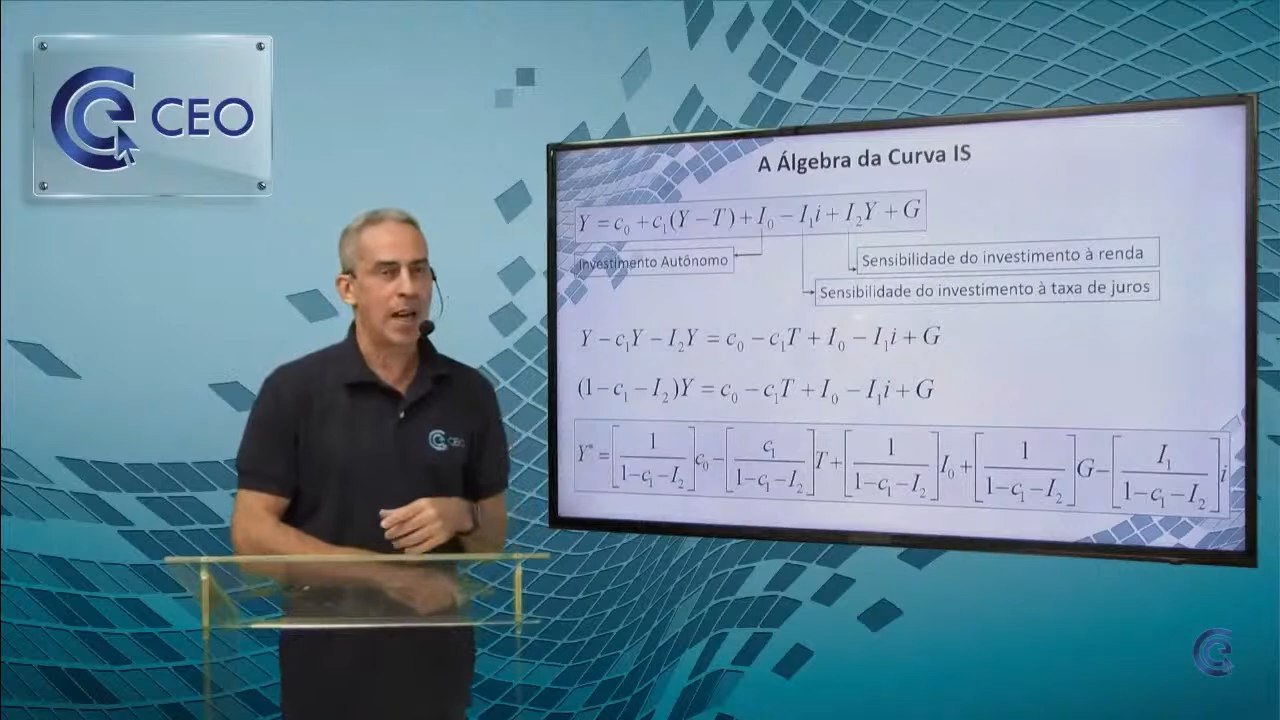 CEO
A Álgebra da Curva IS
Y = c₀ + c₁(Y − T) + I₀ − I₁i + I₂Y + G
Investimento Autônomo
Sensibilidade do investimento à renda
Sensibilidade do investimento à taxa de juros
Y − c₁Y − I₂Y = c₀ − c₁T + I₀ − I₁i + G
(1 − c₁ − I₂)Y = c₀ − c₁T + I₀ − I₁i + G
Y* = [1/(1−c₁−I₂)]c₀ − [c₁/(1−c₁−I₂)]T + [1/(1−c₁−I₂)]I₀ + [1/(1−c₁−I₂)]G − [I₁/(1−c₁−I₂)]i
CEO